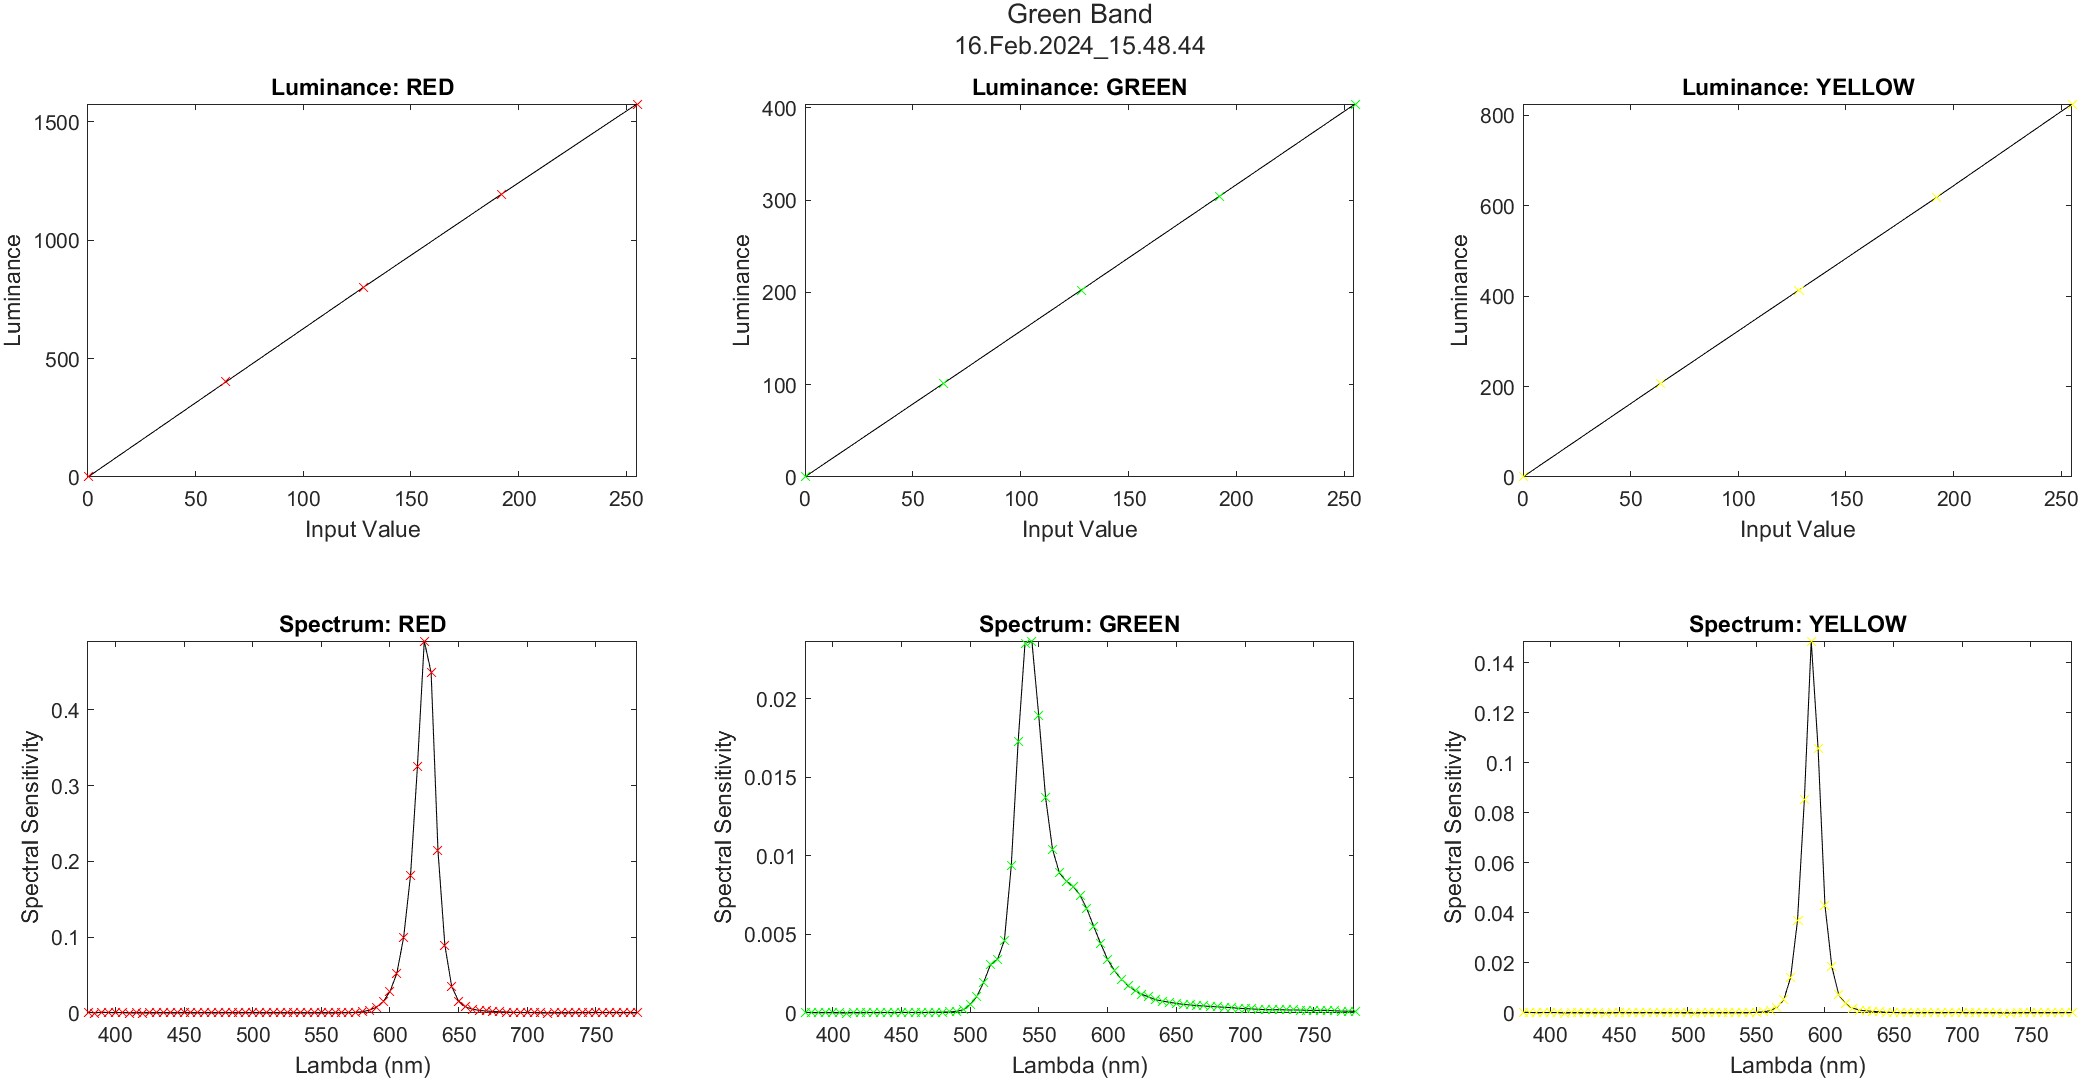 Green Band
16.Feb.2024_15.48.44
Luminance: RED
1500
1000
500
0
0 50 100 150 200 250
Luminance
Input Value
Luminance: GREEN
400
300
200
100
0
0 50 100 150 200 250
Luminance
Input Value
Luminance: YELLOW
800
600
400
200
0
0 50 100 150 200 250
Luminance
Input Value
Spectrum: RED
0.4
0.3
0.2
0.1
0
400 450 500 550 600 650 700 750
Spectral Sensitivity
Lambda (nm)
Spectrum: GREEN
0.02
0.015
0.01
0.005
0
400 450 500 550 600 650 700 750
Spectral Sensitivity
Lambda (nm)
Spectrum: YELLOW
0.14
0.12
0.1
0.08
0.06
0.04
0.02
0
400 450 500 550 600 650 700 750
Spectral Sensitivity
Lambda (nm)